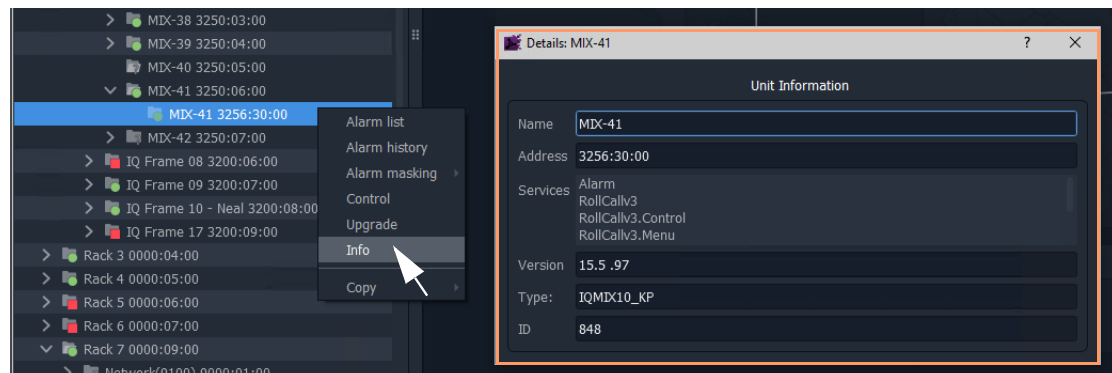 MIX-38 3250:03:00
MIX-39 3250:04:00
MIX-40 3250:05:00
MIX-41 3250:06:00
MIX-41 3256:30:00
MIX-42 3250:07:00
IQ Frame 08 3200:06:00
IQ Frame 09 3200:07:00
IQ Frame 10 - Neal 3200:08:00
IQ Frame 17 3200:09:00
Rack 3 0000:04:00
Rack 4 0000:05:00
Rack 5 0000:06:00
Rack 6 0000:07:00
Rack 7 0000:09:00
Network(0100) 0000:01:00
Alarm list
Alarm history
Alarm masking
Control
Upgrade
Info
Copy
Details: MIX-41 ?
Unit Information
Name MIX-41
Address 3256:30:00
Services Alarm
RollCallv3
RollCallv3.Control
RollCallv3.Menu
Version 15.5 .97
Type: IQMIX10_KP
ID 848